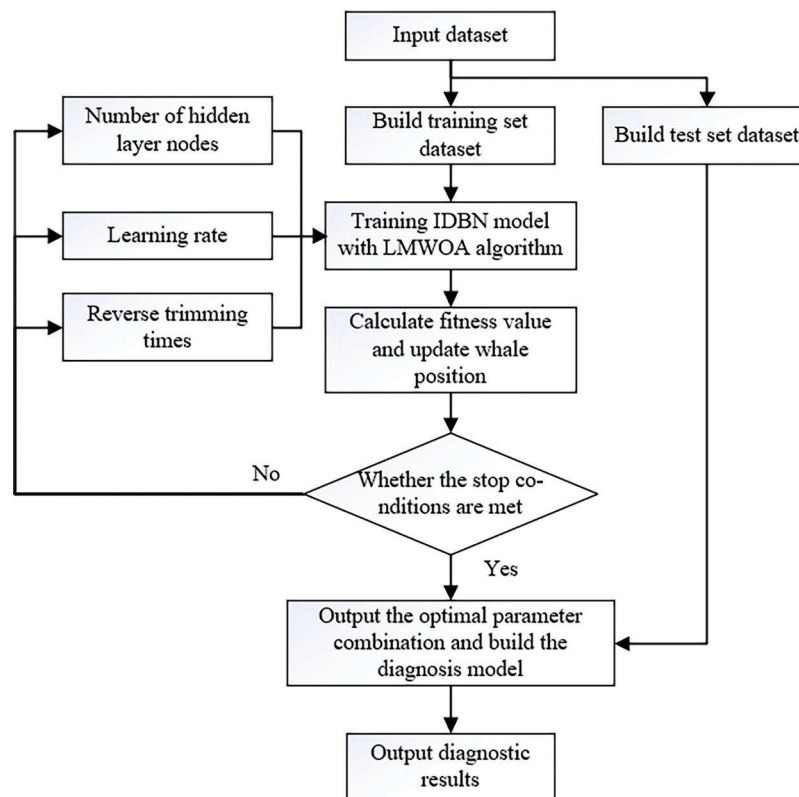 Input dataset
Number of hidden
layer nodes
Build training set
dataset
Build test set dataset
Learning rate
Training IDBN model
with LMWOA algorithm
Reverse trimming
times
Calculate fitness value
and update whale
position
No
Whether the stop co-
nditions are met
Yes
Output the optimal parameter
combination and build the
diagnosis model
Output diagnostic
results